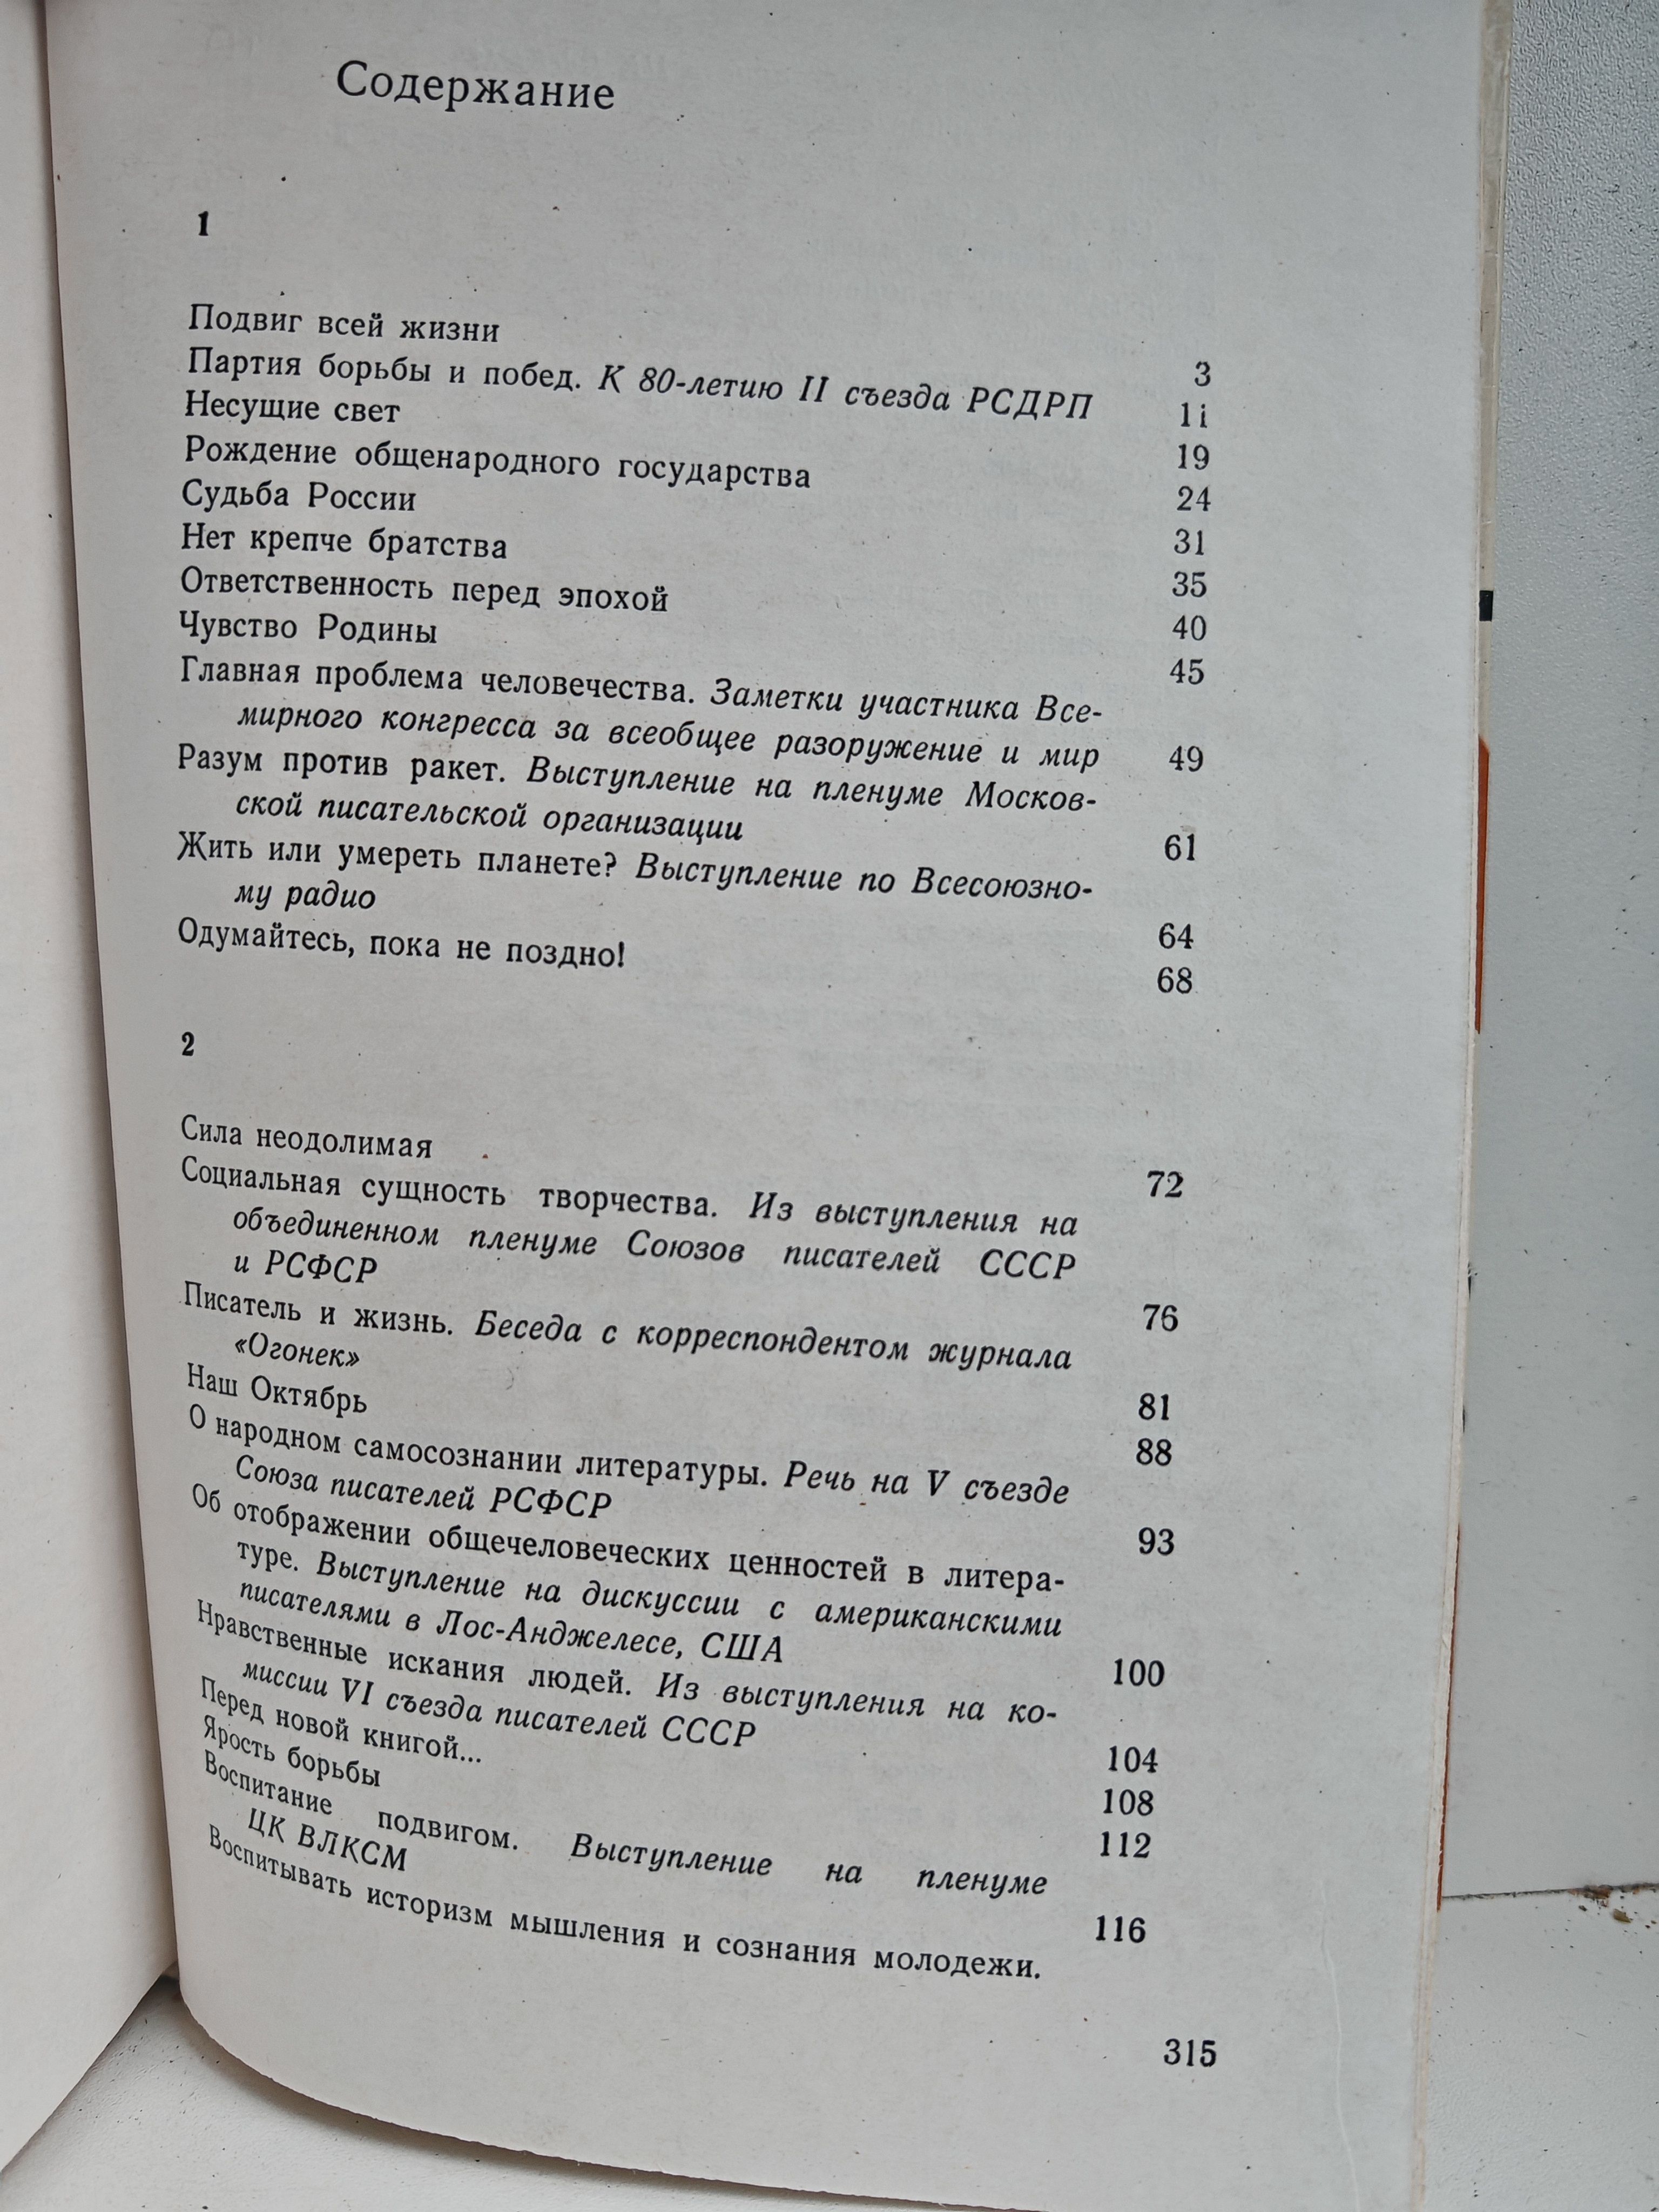 Содержание
1
Подвиг всей жизни 3
Партия борьбы и побед. К 80-летию II съезда РСДРП 11
Несущие свет 19
Рождение общенародного государства 24
Судьба России 31
Нет крепче братства 35
Ответственность перед эпохой 40
Чувство Родины 45
Главная проблема человечества. Заметки участника Все-
мирного конгресса за всеобщее разоружение и мир 49
Разум против ракет. Выступление на пленуме Москов-
ской писательской организации 61
Жить или умереть планете? Выступление по Всесоюзно-
му радио 64
Одумайтесь, пока не поздно! 68
2
Сила неодолимая 72
Социальная сущность творчества. Из выступления на
объединенном пленуме Союзов писателей СССР
и РСФСР 76
Писатель и жизнь. Беседа с корреспондентом журнала
«Огонек» 81
Наш Октябрь 88
О народном самосознании литературы. Речь на V съезде
Союза писателей РСФСР 93
Об отображении общечеловеческих ценностей в литера-
туре. Выступление на дискуссии с американскими
писателями в Лос-Анджелесе, США 100
Нравственные искания людей. Из выступления на ко-
миссии VI съезда писателей СССР 104
Перед новой книгой... 108
Ярость борьбы 112
Воспитание подвигом. Выступление на пленуме
ЦК ВЛКСМ 116
Воспитывать историзм мышления и сознания молодежи.
315